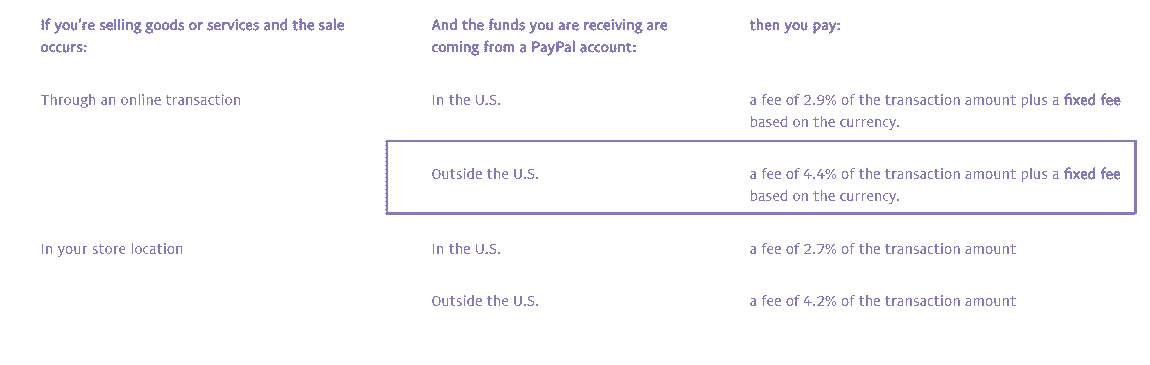 If you're selling goods or services and the sale
occurs:
And the funds you are receiving are
coming from a PayPal account:
then you pay:
Through an online transaction
In the U.S.
a fee of 2.9% of the transaction amount plus a fixed fee
based on the currency.
Outside the U.S.
a fee of 4.4% of the transaction amount plus a fixed fee
based on the currency.
In your store location
In the U.S.
a fee of 2.7% of the transaction amount
Outside the U.S.
a fee of 4.2% of the transaction amount